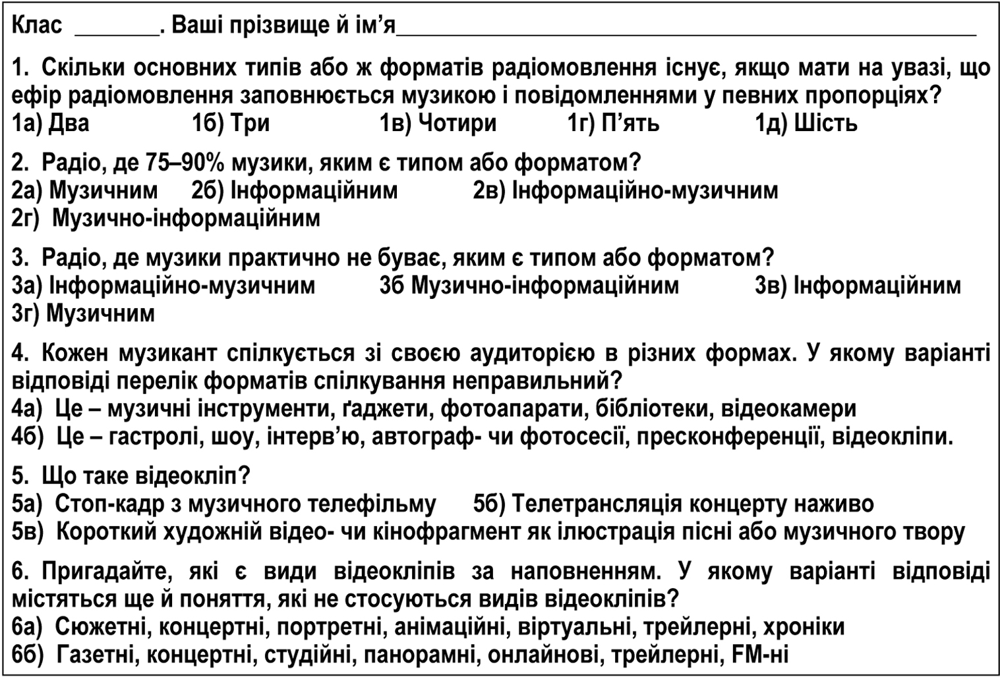 Клас _______. Ваші прізвище й ім’я________________________________________________
1. Скільки основних типів або ж форматів радіомовлення існує, якщо мати на увазі, що
ефір радіомовлення заповнюється музикою і повідомленнями у певних пропорціях?
1а) Два 1б) Три 1в) Чотири 1г) П’ять 1д) Шість
2. Радіо, де 75–90% музики, яким є типом або форматом?
2а) Музичним 2б) Інформаційним 2в) Інформаційно-музичним
2г) Музично-інформаційним
3. Радіо, де музики практично не буває, яким є типом або форматом?
3а) Інформаційно-музичним 3б Музично-інформаційним 3в) Інформаційним
3г) Музичним
4. Кожен музикант спілкується зі своєю аудиторією в різних формах. У якому варіанті
відповіді перелік форматів спілкування неправильний?
4а) Це – музичні інструменти, ґаджети, фотоапарати, бібліотеки, відеокамери
4б) Це – гастролі, шоу, інтерв’ю, автограф- чи фотосесії, пресконференції, відеокліпи.
5. Що таке відеокліп?
5а) Стоп-кадр з музичного телефільму 5б) Телетрансляція концерту наживо
5в) Короткий художній відео- чи кінофрагмент як ілюстрація пісні або музичного твору
6. Пригадайте, які є види відеокліпів за наповненням. У якому варіанті відповіді
містяться ще й поняття, які не стосуються видів відеокліпів?
6а) Сюжетні, концертні, портретні, анімаційні, віртуальні, трейлерні, хроніки
6б) Газетні, концертні, студійні, панорамні, онлайнові, трейлерні, FM-ні